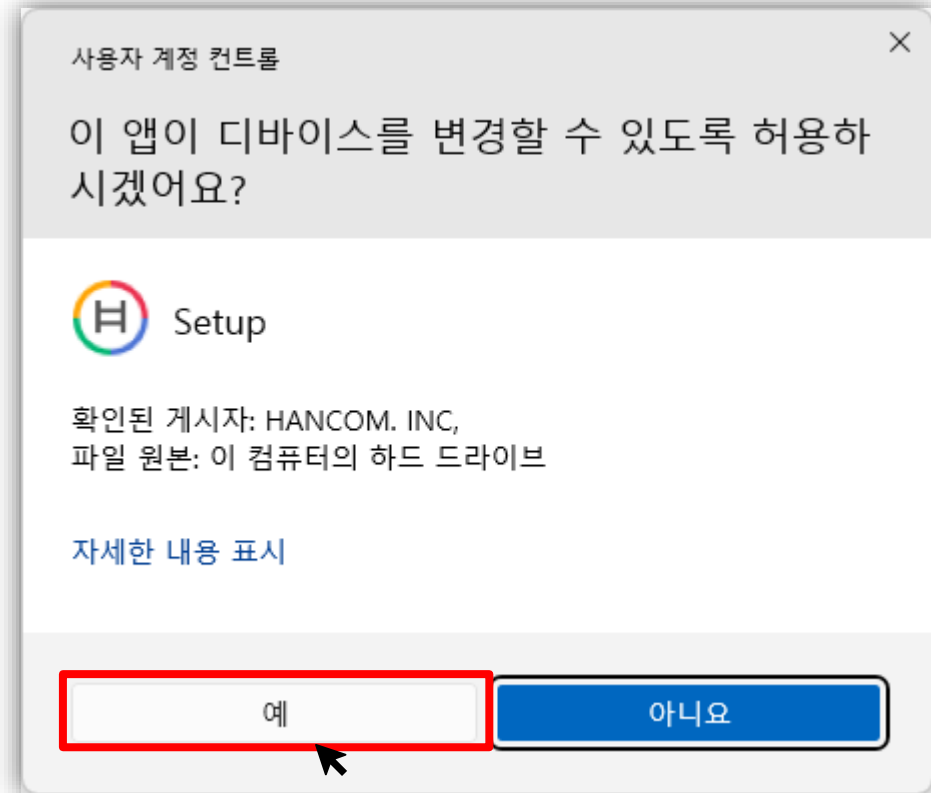 사용자 계정 컨트롤
이 앱이 디바이스를 변경할 수 있도록 허용하
시겠어요?
Setup
확인된 게시자: HANCOM. INC,
파일 원본: 이 컴퓨터의 하드 드라이브
자세한 내용 표시
예
아니요